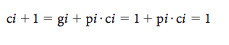 ci + 1 = gi + pi · ci = 1 + pi · ci = 1